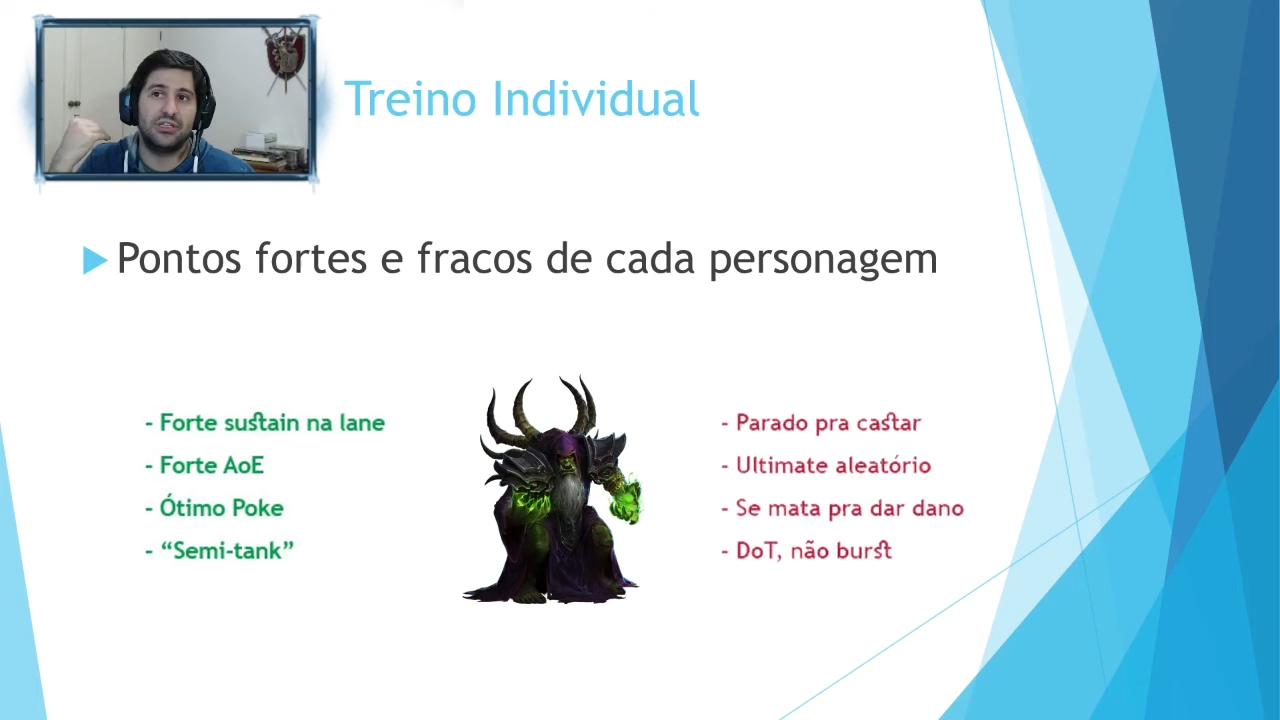 Treino Individual
Pontos fortes e fracos de cada personagem
- Forte sustain na lane
- Forte AoE
- Ótimo Poke
- “Semi-tank”
- Parado pra castar
- Ultimate aleatório
- Se mata pra dar dano
- DoT, não burst